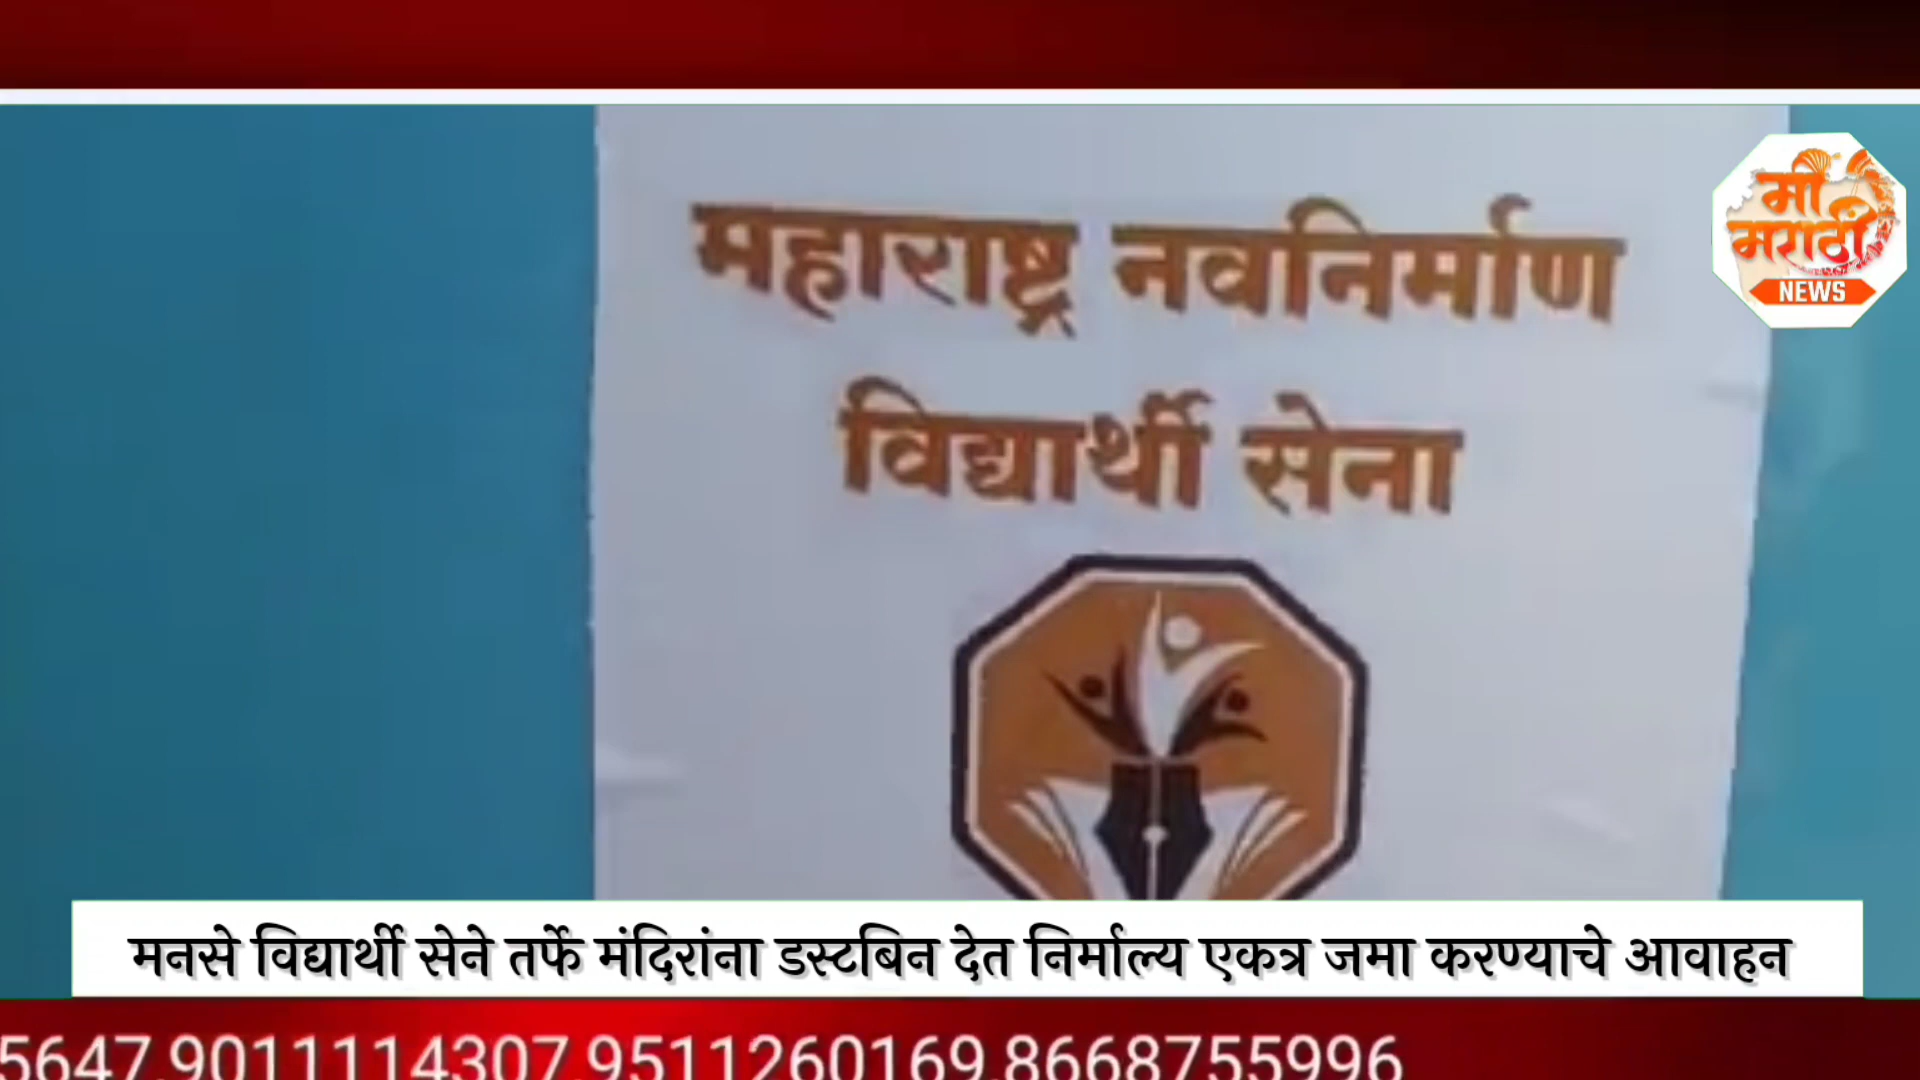 महाराष्ट्र नवनिर्माण
विद्यार्थी सेना
मी
मराठी
NEWS
मनसे विद्यार्थी सेने तर्फे मंदिरांना डस्टबिन देत निर्माल्य एकत्र जमा करण्याचे आवाहन
5647,9011114307,9511260169,8668755996